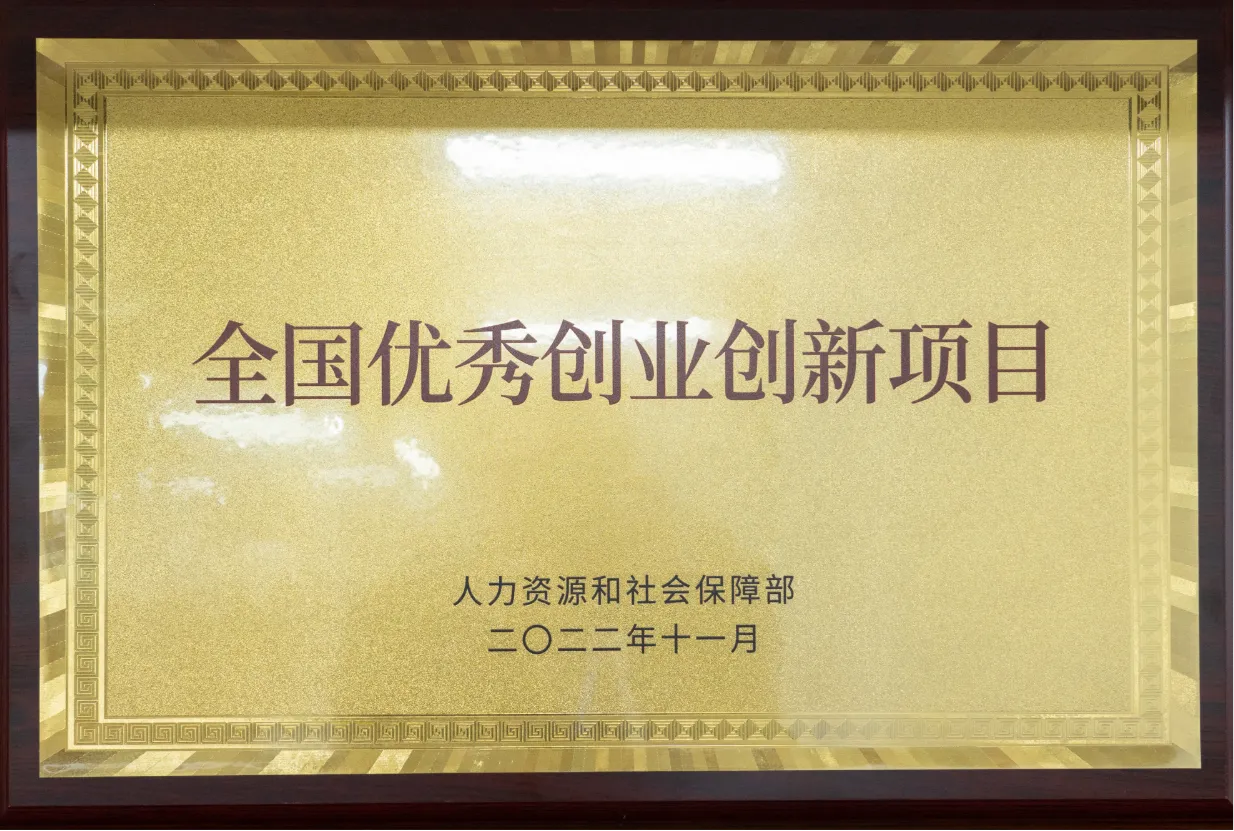 全国优秀创业创新项目
人力资源和社会保障部
二〇二二年十一月